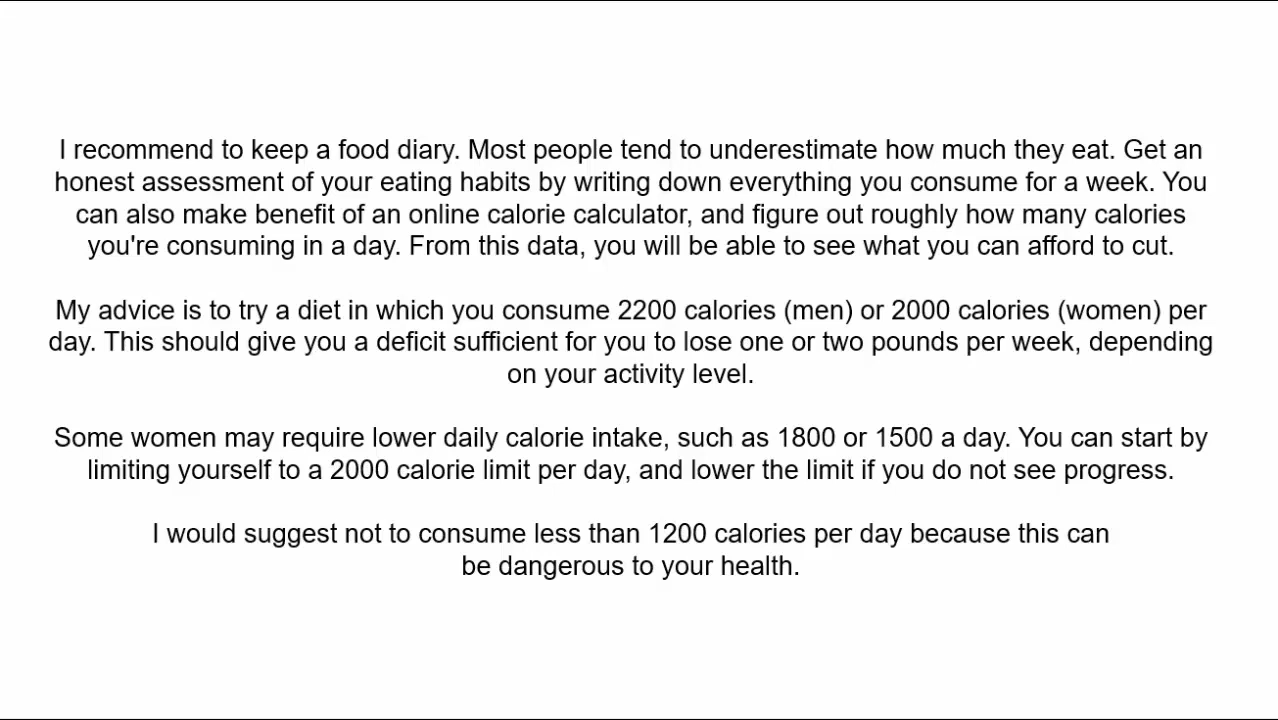 I recommend to keep a food diary. Most people tend to underestimate how much they eat. Get an
honest assessment of your eating habits by writing down everything you consume for a week. You
can also make benefit of an online calorie calculator, and figure out roughly how many calories
you're consuming in a day. From this data, you will be able to see what you can afford to cut.
My advice is to try a diet in which you consume 2200 calories (men) or 2000 calories (women) per
day. This should give you a deficit sufficient for you to lose one or two pounds per week, depending
on your activity level.
Some women may require lower daily calorie intake, such as 1800 or 1500 a day. You can start by
limiting yourself to a 2000 calorie limit per day, and lower the limit if you do not see progress.
I would suggest not to consume less than 1200 calories per day because this can
be dangerous to your health.